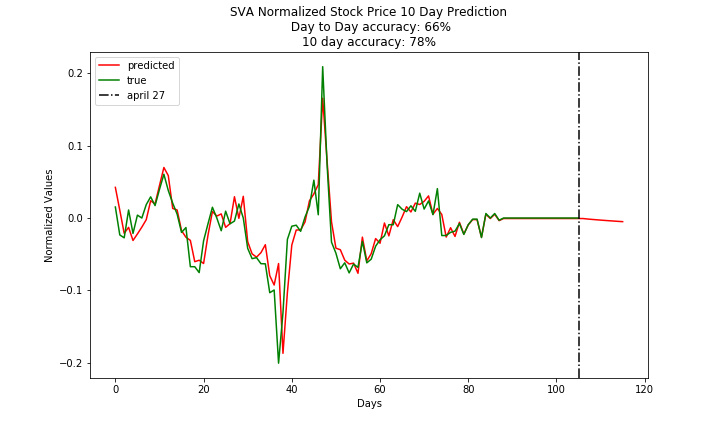 SVA Normalized Stock Price 10 Day Prediction
Day to Day accuracy: 66%
10 day accuracy: 78%
predicted
true
april 27
0.2
0.1
0.0
−0.1
−0.2
Normalized Values
0 20 40 60 80 100 120
Days